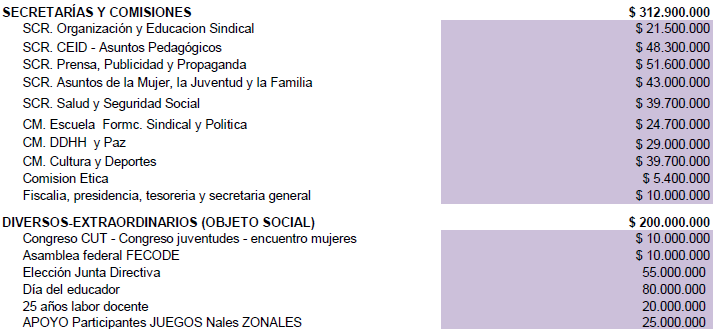 SECRETARÍAS Y COMISIONES $ 312.900.000
SCR. Organización y Educacion Sindical $ 21.500.000
SCR. CEID - Asuntos Pedagógicos $ 48.300.000
SCR. Prensa, Publicidad y Propaganda $ 51.600.000
SCR. Asuntos de la Mujer, la Juventud y la Familia $ 43.000.000
SCR. Salud y Seguridad Social $ 39.700.000
CM. Escuela Formc. Sindical y Politica $ 24.700.000
CM. DDHH y Paz $ 29.000.000
CM. Cultura y Deportes $ 39.700.000
Comision Etica $ 5.400.000
Fiscalia, presidencia, tesoreria y secretaria general $ 10.000.000
DIVERSOS-EXTRAORDINARIOS (OBJETO SOCIAL) $ 200.000.000
Congreso CUT - Congreso juventudes - encuentro mujeres $ 10.000.000
Asamblea federal FECODE $ 10.000.000
Elección Junta Directiva 55.000.000
Día del educador 80.000.000
25 años labor docente 20.000.000
APOYO Participantes JUEGOS Nales ZONALES 25.000.000